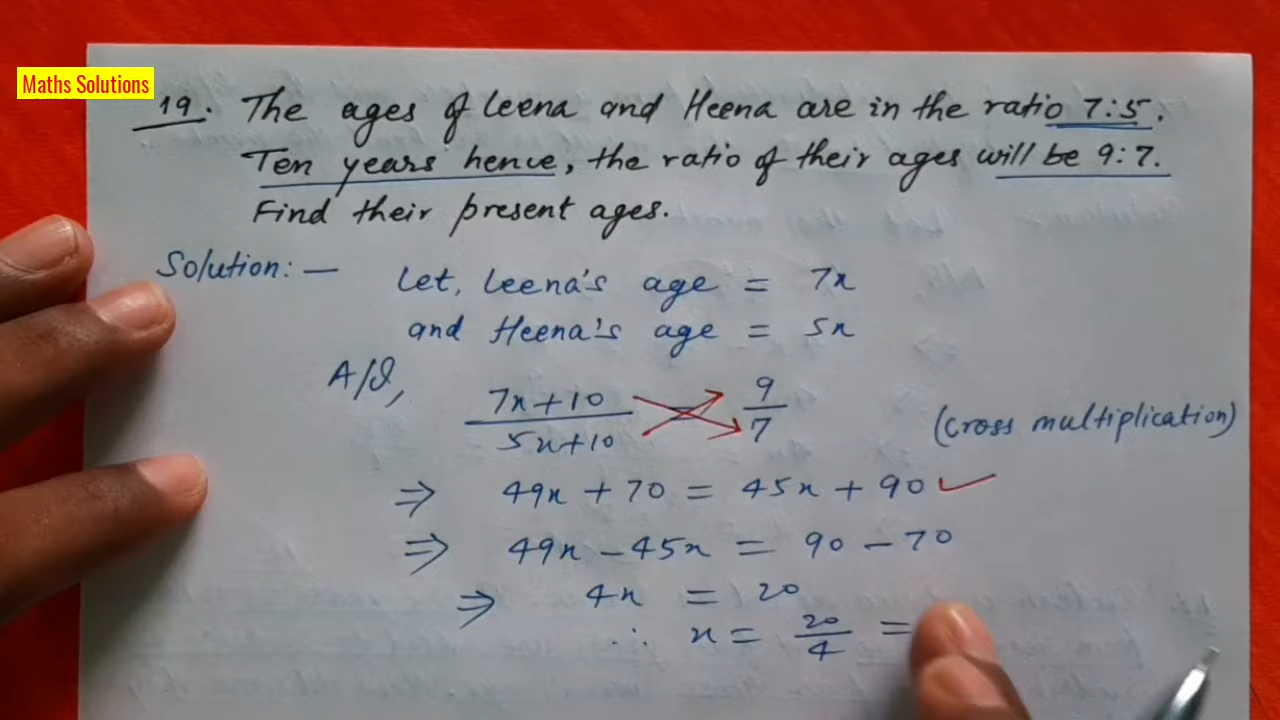 Maths Solutions
19. The ages of Leena and Heena are in the ratio 7:5.
Ten years hence, the ratio of their ages will be 9:7.
Find their present ages.
Solution:—
Let, Leena's age = 7x
and Heena's age = 5x
A/Q,
7x+10 / 5x+10 = 9 / 7 (Cross multiplication)
⇒ 49x + 70 = 45x + 90 ✓
⇒ 49x – 45x = 90 – 70
⇒ 4x = 20
∴ x = 20/4 =